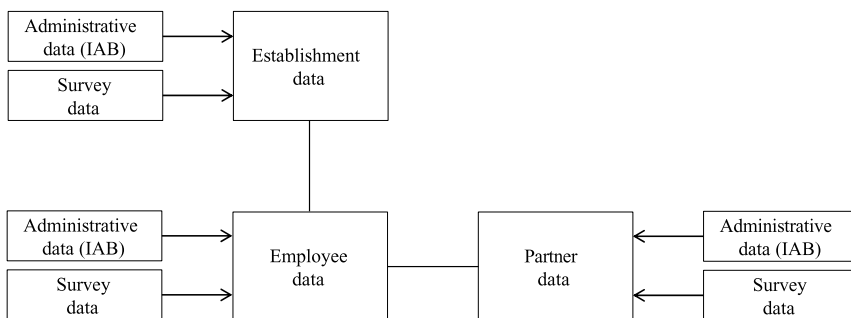 Administrative
data (IAB)
Survey
data
Establishment
data
Administrative
data (IAB)
Survey
data
Employee
data
Partner
data
Administrative
data (IAB)
Survey
data